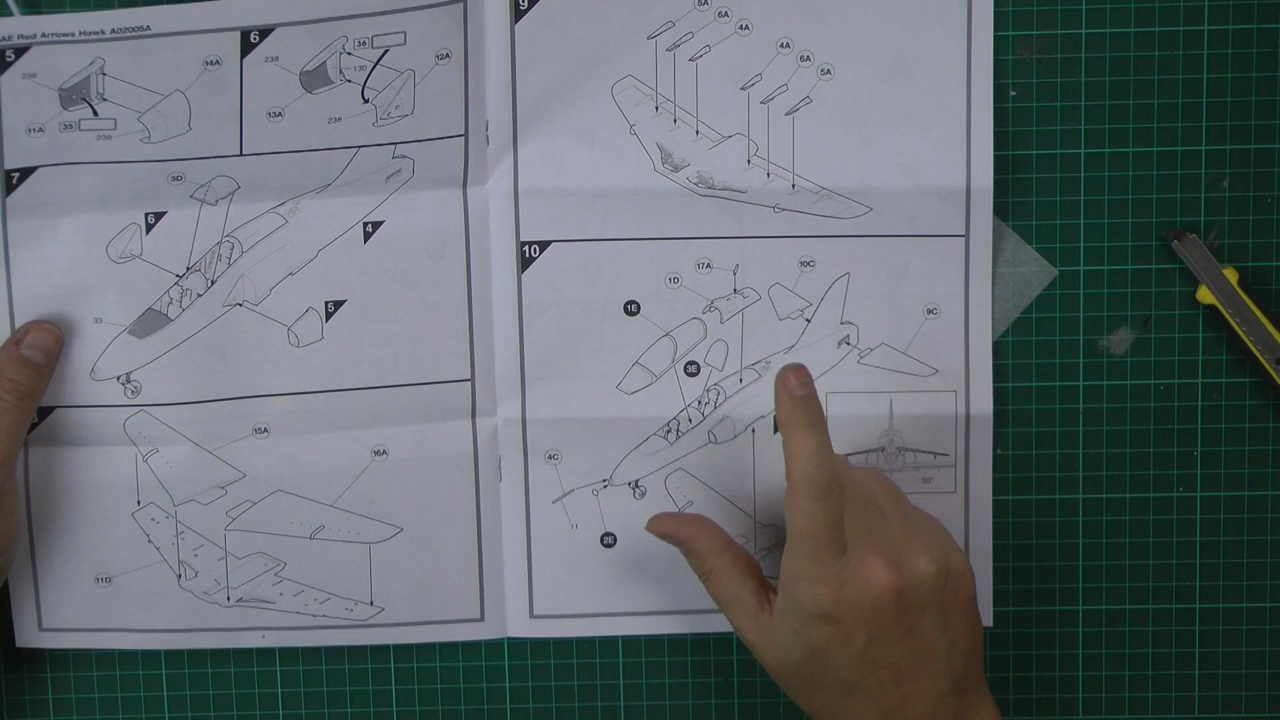 AE Red Arrows Hawk A02005A
5
238
14A
11A
35
238
6
36
238
130
12A
13A
238
7
3D
6
4
5
33
15A
16A
11D
9
5A
6A
4A
4A
6A
5A
10
17A
10C
1D
1E
9C
3E
4C
11
2E